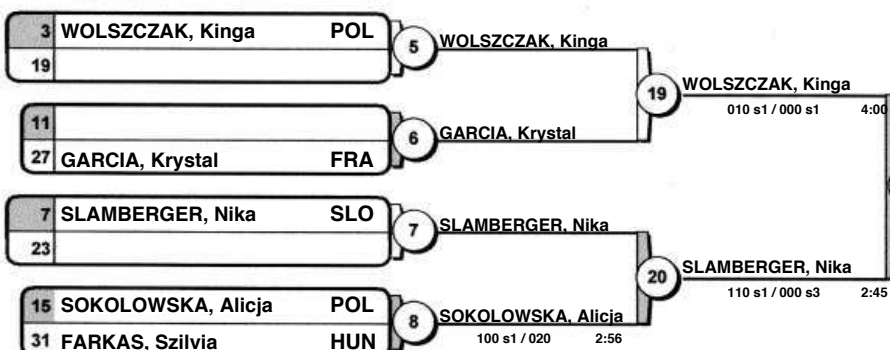 3 WOLSZCZAK, Kinga POL
19
5
WOLSZCZAK, Kinga
11
27 GARCIA, Krystal FRA
6
GARCIA, Krystal
19
WOLSZCZAK, Kinga
010 s1 / 000 s1 4:00
7 SLAMBERGER, Nika SLO
23
7
SLAMBERGER, Nika
15 SOKOLOWSKA, Alicja POL
31 FARKAS, Szilvia HUN
8
SOKOLOWSKA, Alicja
100 s1 / 020 2:56
20
SLAMBERGER, Nika
110 s1 / 000 s3 2:45